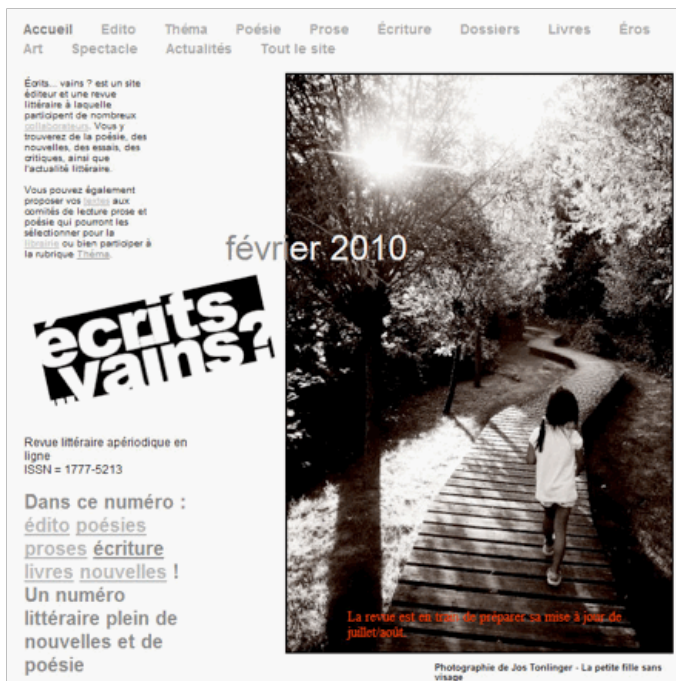 Accueil Edito Théma Poésie Prose Écriture Dossiers Livres Éros
Art Spectacle Actualités Tout le site
Écrits... vains ? est un site
éditeur et une revue
littéraire à laquelle
participent de nombreux
collaborateurs. Vous y
trouverez de la poésie, des
nouvelles, des essais, des
critiques, ainsi que
l'actualité littéraire.
Vous pouvez également
proposer vos textes aux
comités de lecture prose et
poésie qui pourront les
sélectionner pour la
librairie ou bien participer à
la rubrique Théma.
février 2010
écrits
... vains?
Revue littéraire apériodique en
ligne
ISSN = 1777-5213
Dans ce numéro :
édito poésies
proses écriture
livres nouvelles !
Un numéro
littéraire plein de
nouvelles et de
poésie
La revue est en train de préparer sa mise à jour de
juillet/août.
Photographie de Jos Tonlinger - La petite fille sans
visage